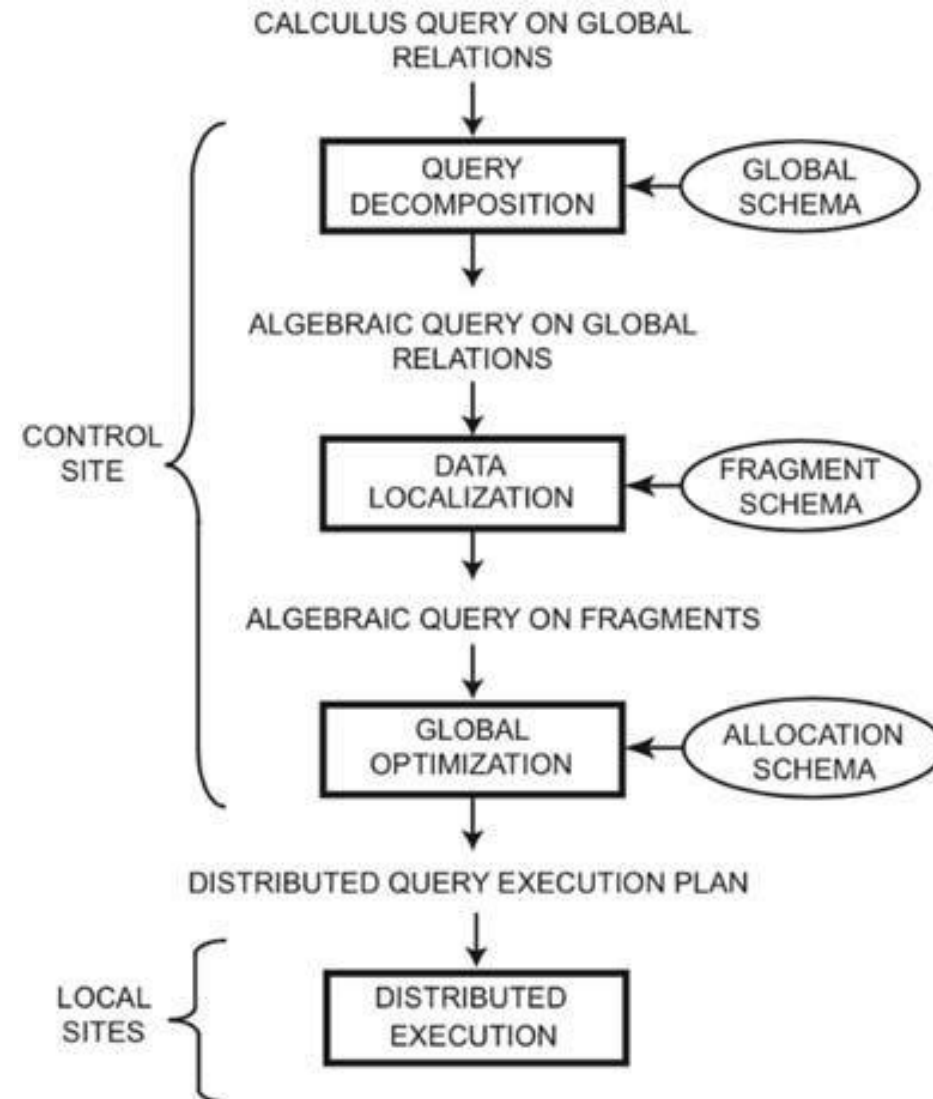 CALCULUS QUERY ON GLOBAL
RELATIONS
QUERY
DECOMPOSITION
GLOBAL
SCHEMA
ALGEBRAIC QUERY ON GLOBAL
RELATIONS
CONTROL
SITE
DATA
LOCALIZATION
FRAGMENT
SCHEMA
ALGEBRAIC QUERY ON FRAGMENTS
GLOBAL
OPTIMIZATION
ALLOCATION
SCHEMA
DISTRIBUTED QUERY EXECUTION PLAN
LOCAL
SITES
DISTRIBUTED
EXECUTION